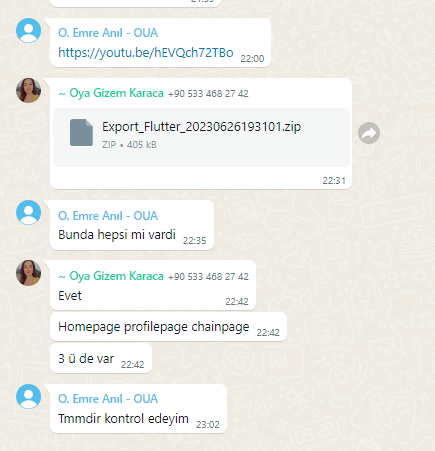 O. Emre Anıl - OUA
https://youtu.be/hEVQch72TBo
22:00
~ Oya Gizem Karaca +90 533 468 27 42
Export_Flutter_20230626193101.zip
ZIP • 405 kB
22:31
O. Emre Anıl - OUA
Bunda hepsi mi vardi 22:35
~ Oya Gizem Karaca +90 533 468 27 42
Evet
22:42
Homepage profilepage chainpage 22:42
3 ü de var 22:42
O. Emre Anıl - OUA
Tmmdir kontrol edeyim 23:02